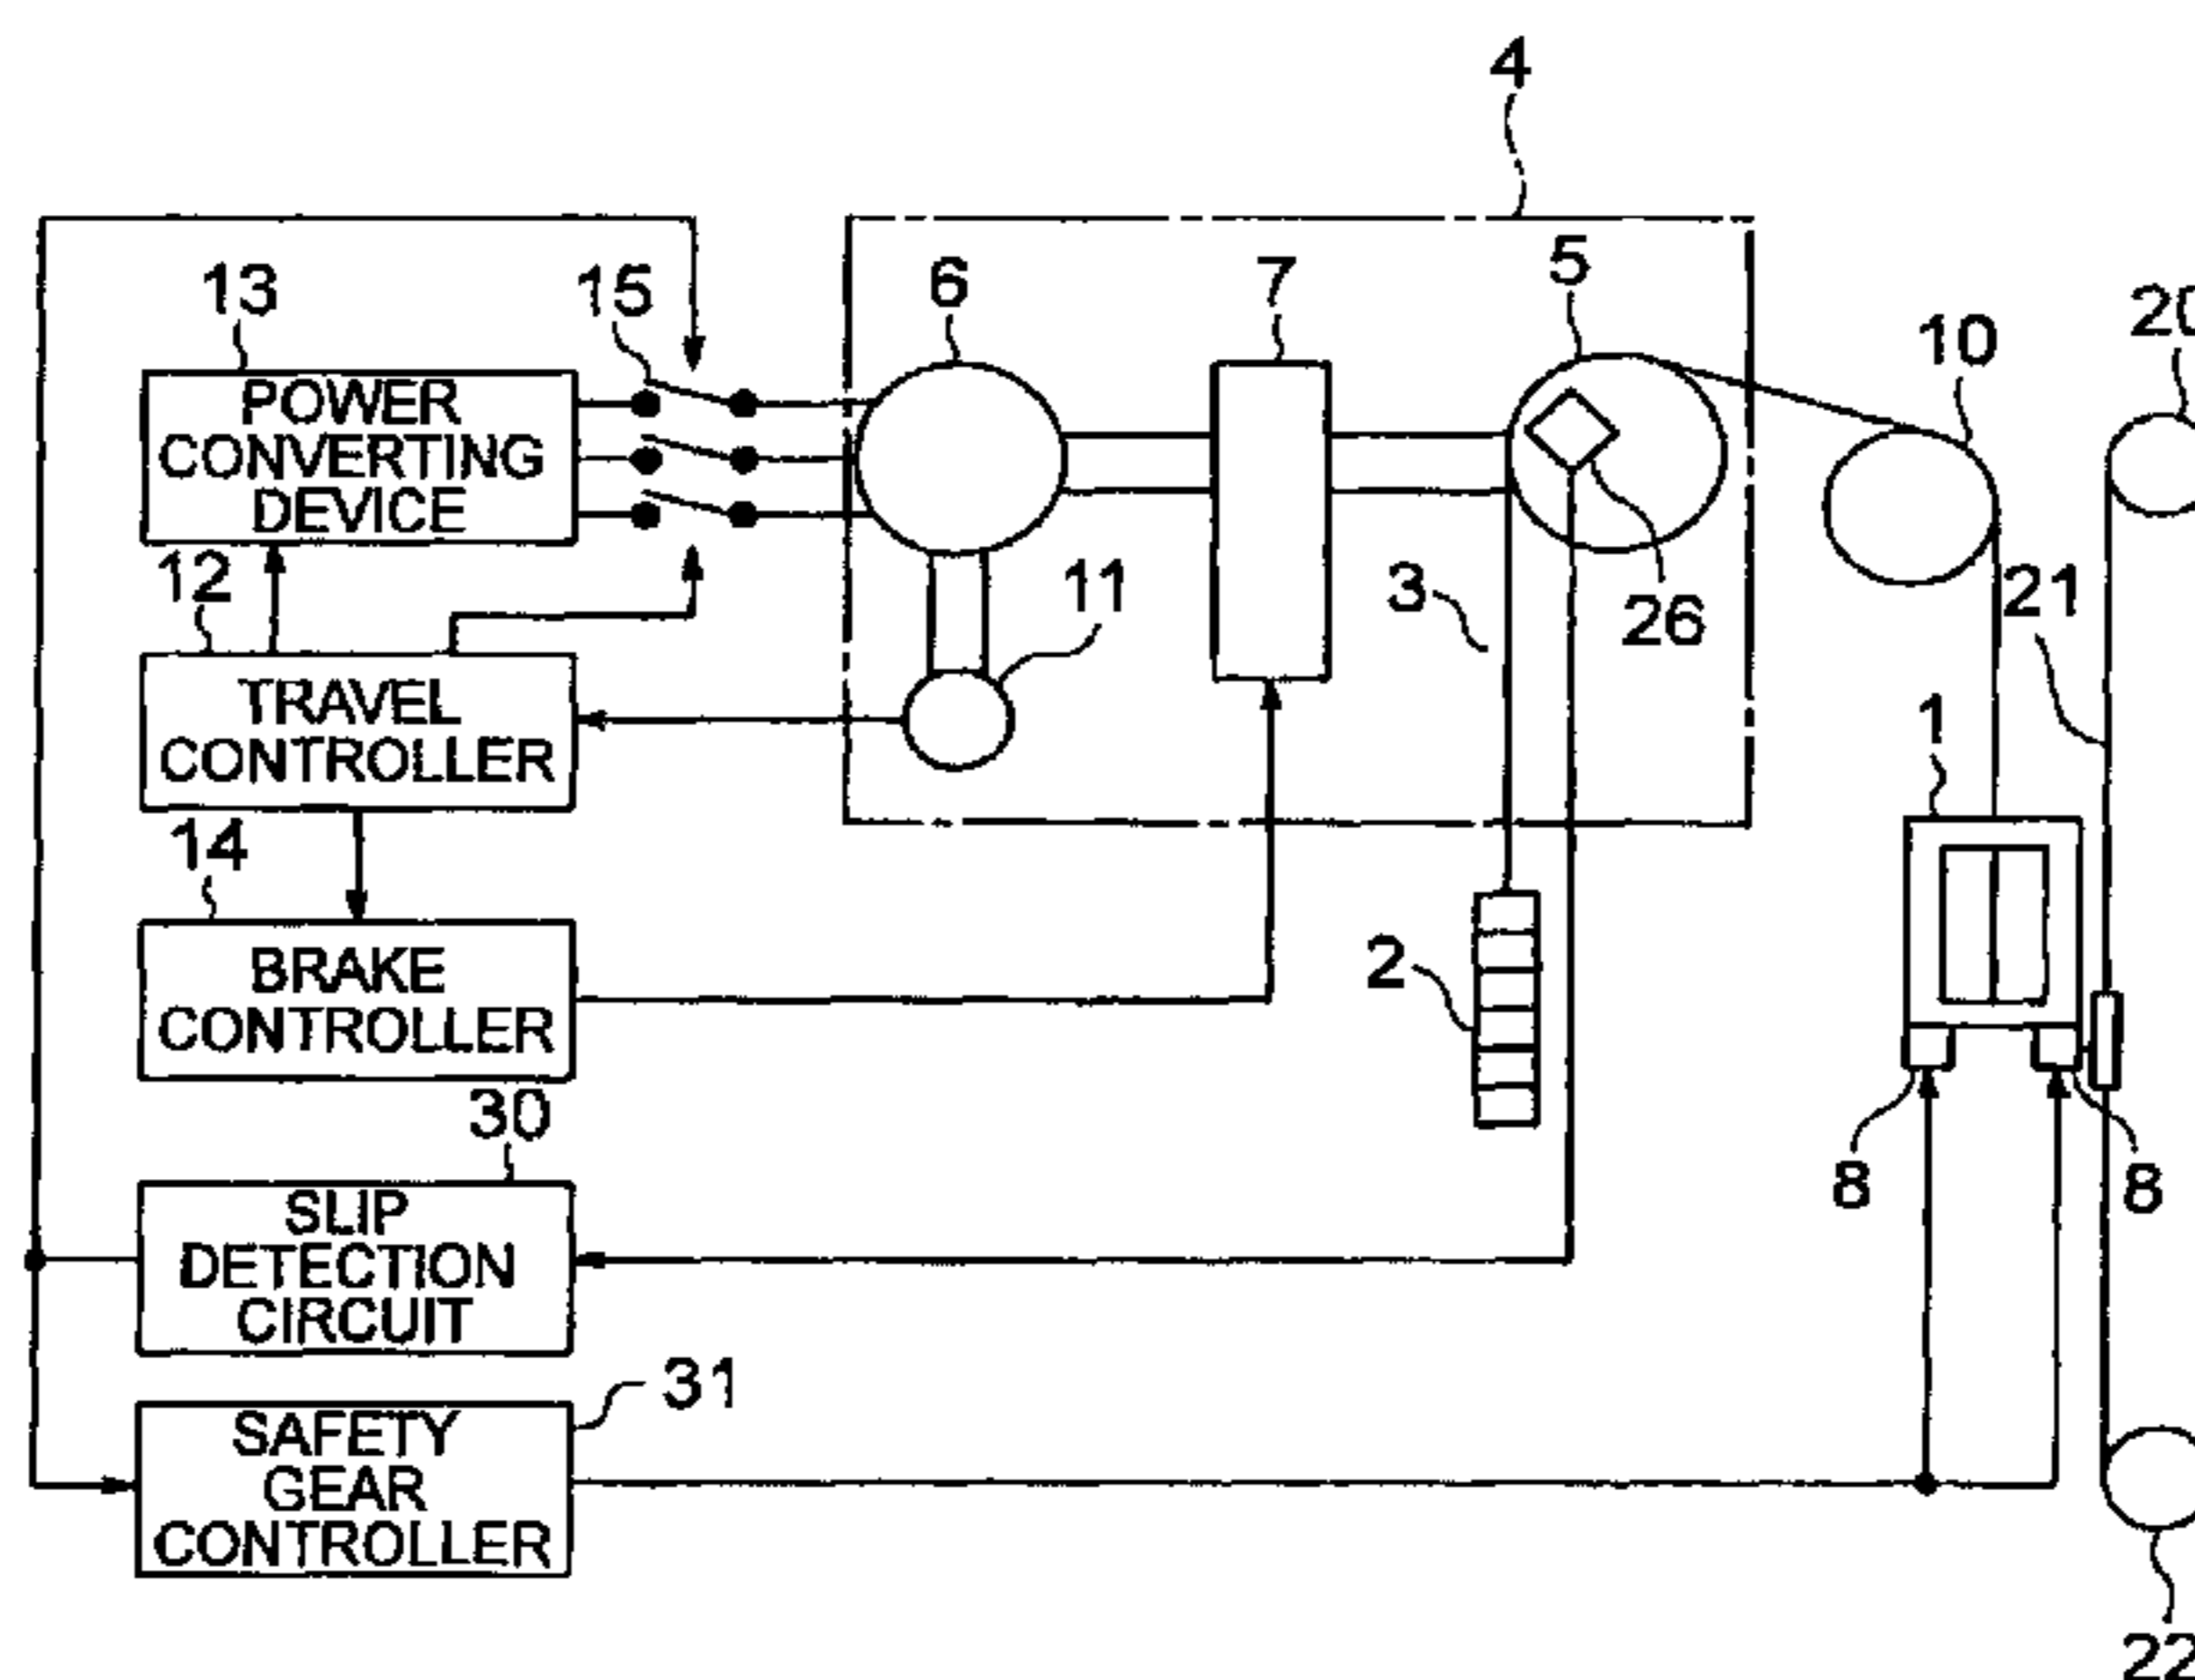 4
13
15
6
7
5
10
20
POWER
CONVERTING
DEVICE
12
11
3
26
21
TRAVEL
CONTROLLER
1
14
BRAKE
CONTROLLER
2
30
8
8
SLIP
DETECTION
CIRCUIT
31
SAFETY
GEAR
CONTROLLER
22